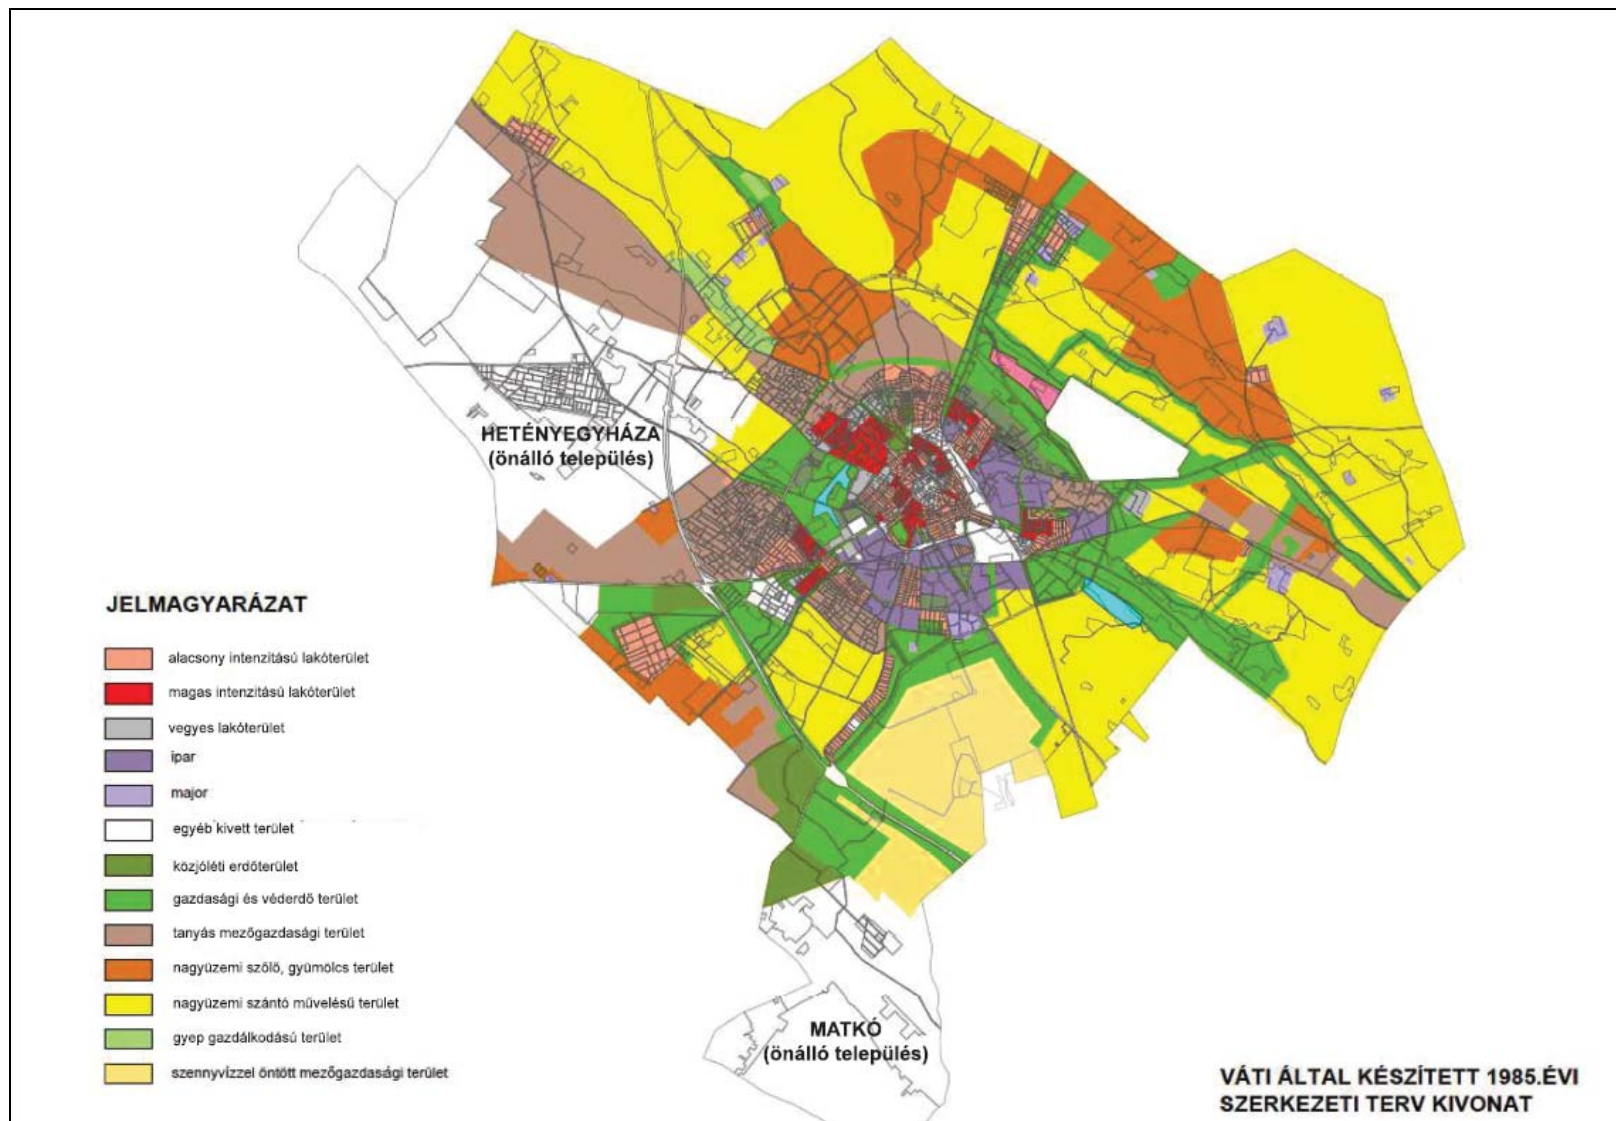 HETÉNYEGYHÁZA
(önálló település)
JELMAGYARÁZAT
alacsony intenzitású lakóterület
magas intenzitású lakóterület
vegyes lakóterület
ipar
major
egyéb kivett terület
közjóléti erdőterület
gazdasági és véderdő terület
tanyás mezőgazdasági terület
nagyüzemi szőlő, gyümölcs terület
nagyüzemi szántó művelésű terület
gyep gazdálkodású terület
szennyvízzel öntött mezőgazdasági terület
MATKÓ
(önálló település)
VÁTI ÁLTAL KÉSZÍTETT 1985.ÉVI
SZERKEZETI TERV KIVONAT